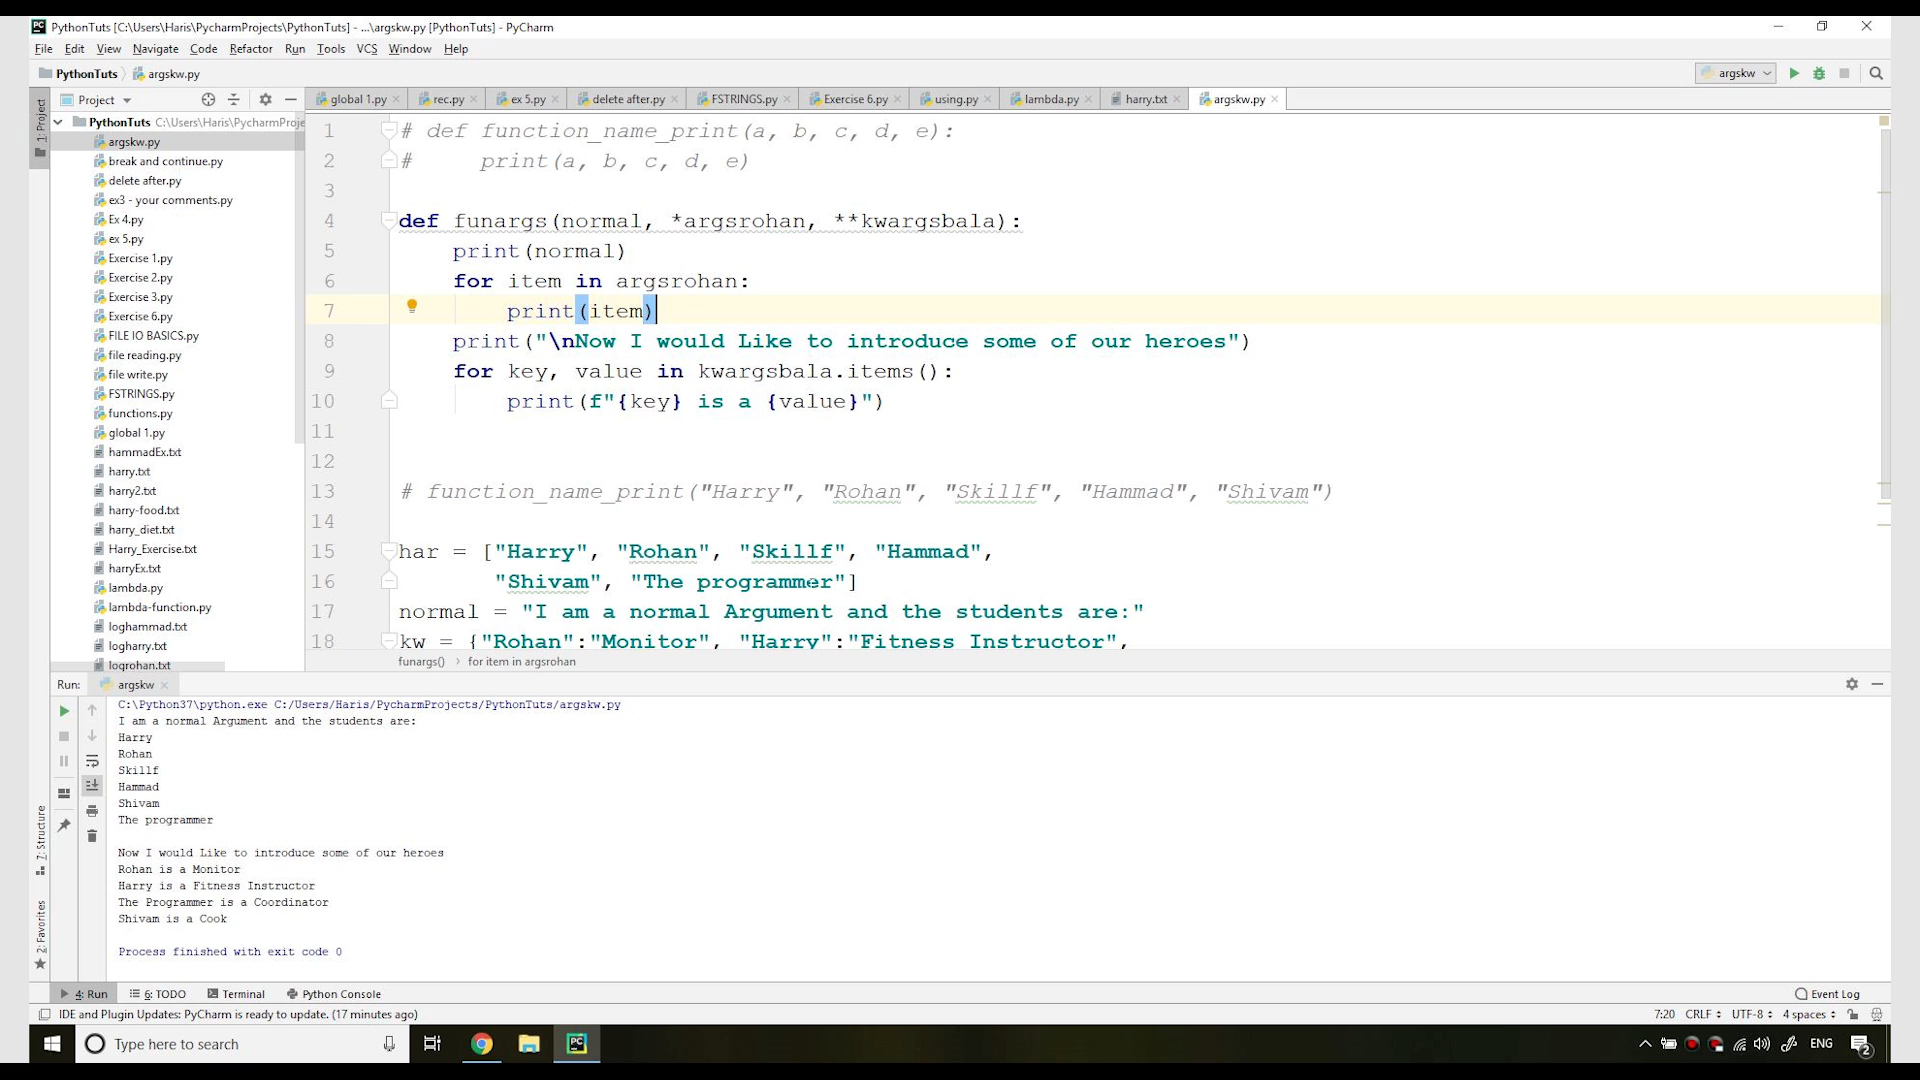 PythonTuts [C:\Users\Haris\PycharmProjects\PythonTuts] - ...\argskw.py [PythonTuts] - PyCharm
File Edit View Navigate Code Refactor Run Tools VCS Window Help
PythonTuts argskw.py argskw
1: Project
Project
global 1.py rec.py ex 5.py delete after.py FSTRINGS.py Exercise 6.py using.py lambda.py harry.txt argskw.py
PythonTuts C:\Users\Haris\PycharmProje
argskw.py
break and continue.py
delete after.py
ex3 - your comments.py
Ex 4.py
ex 5.py
Exercise 1.py
Exercise 2.py
Exercise 3.py
Exercise 6.py
FILE IO BASICS.py
file reading.py
file write.py
FSTRINGS.py
functions.py
global 1.py
hammadEx.txt
harry.txt
harry2.txt
harry-food.txt
harry_diet.txt
Harry_Exercise.txt
harryEx.txt
lambda.py
lambda-function.py
loghammad.txt
logharry.txt
logrohan.txt
1 # def function_name_print(a, b, c, d, e):
2 #     print(a, b, c, d, e)
3
4 def funargs(normal, *argsrohan, **kwargsbala):
5     print(normal)
6     for item in argsrohan:
7         print(item)
8     print("\nNow I would Like to introduce some of our heroes")
9     for key, value in kwargsbala.items():
10         print(f"{key} is a {value}")
11
12
13 # function_name_print("Harry", "Rohan", "Skillf", "Hammad", "Shivam")
14
15 har = ["Harry", "Rohan", "Skillf", "Hammad",
16        "Shivam", "The programmer"]
17 normal = "I am a normal Argument and the students are:"
18 kw = {"Rohan":"Monitor", "Harry":"Fitness Instructor",
funargs() › for item in argsrohan
Run: argskw
C:\Python37\python.exe C:/Users/Haris/PycharmProjects/PythonTuts/argskw.py
I am a normal Argument and the students are:
Harry
Rohan
Skillf
Hammad
Shivam
The programmer
Now I would Like to introduce some of our heroes
Rohan is a Monitor
Harry is a Fitness Instructor
The Programmer is a Coordinator
Shivam is a Cook
Process finished with exit code 0
7: Structure
2: Favorites
4: Run 6: TODO Terminal Python Console Event Log
IDE and Plugin Updates: PyCharm is ready to update. (17 minutes ago) 7:20 CRLF UTF-8 4 spaces
Type here to search ENG 2